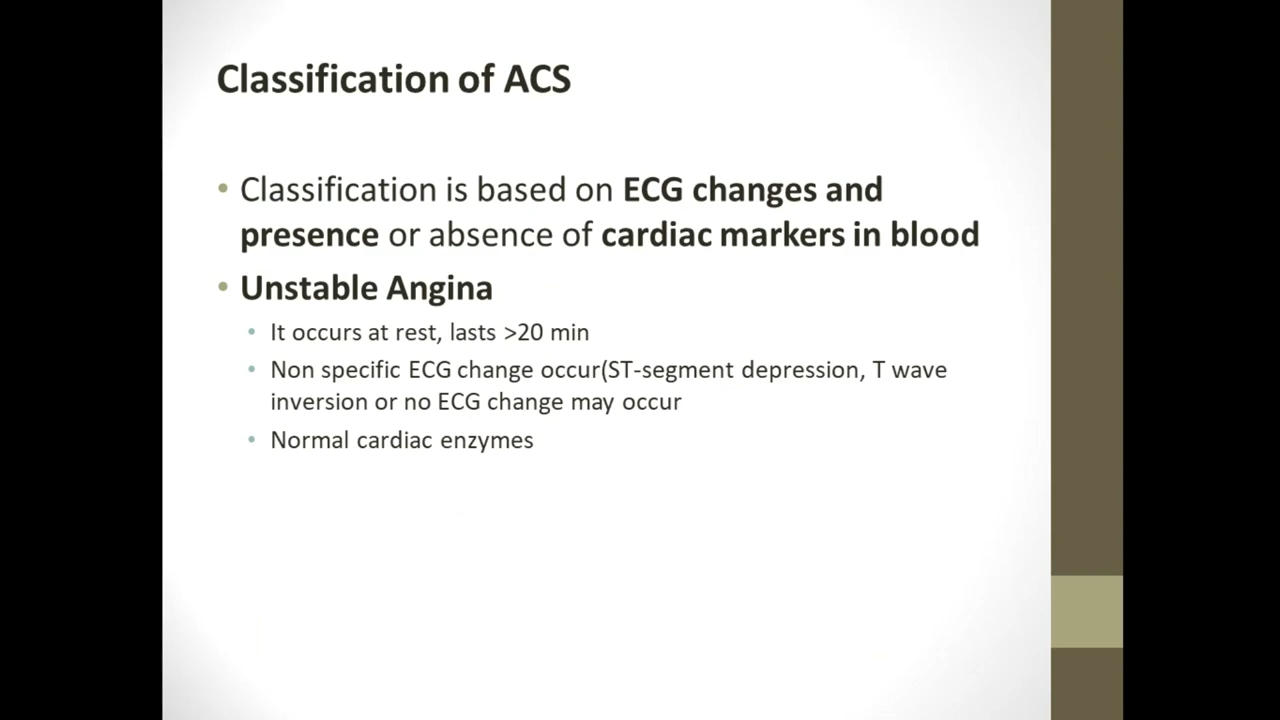 Classification of ACS
• Classification is based on ECG changes and
presence or absence of cardiac markers in blood
• Unstable Angina
• It occurs at rest, lasts >20 min
• Non specific ECG change occur(ST-segment depression, T wave
inversion or no ECG change may occur
• Normal cardiac enzymes